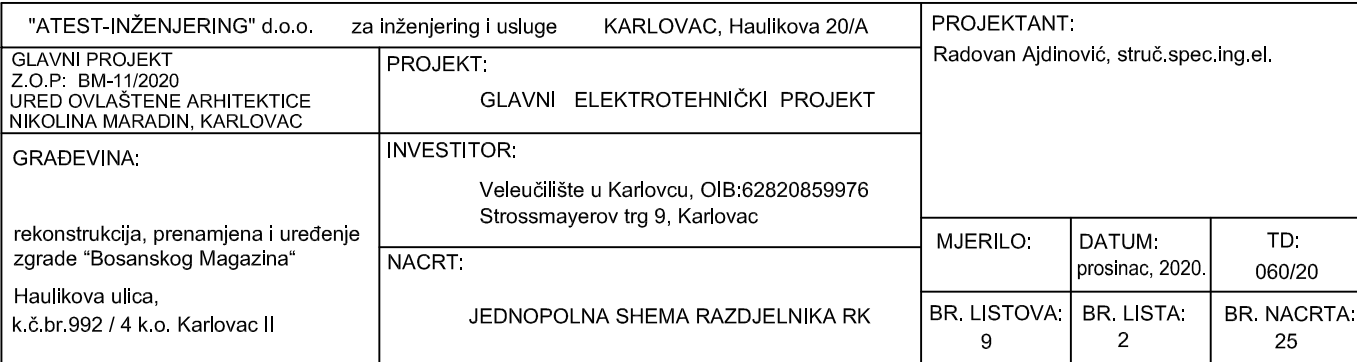 "ATEST-INŽENJERING" d.o.o. za inženjering i usluge KARLOVAC, Haulikova 20/A
GLAVNI PROJEKT
Z.O.P: BM-11/2020
URED OVLAŠTENE ARHITEKTICE
NIKOLINA MARADIN, KARLOVAC
PROJEKT:
GLAVNI ELEKTROTEHNIČKI PROJEKT
PROJEKTANT:
Radovan Ajdinović, struč.spec.ing.el.
GRAĐEVINA:
rekonstrukcija, prenamjena i uređenje
zgrade “Bosanskog Magazina“
Haulikova ulica,
k.č.br.992 / 4 k.o. Karlovac II
INVESTITOR:
Veleučilište u Karlovcu, OIB:62820859976
Strossmayerov trg 9, Karlovac
NACRT:
JEDNOPOLNA SHEMA RAZDJELNIKA RK
MJERILO:
DATUM:
prosinac, 2020.
TD:
060/20
BR. LISTOVA:
9
BR. LISTA:
2
BR. NACRTA:
25